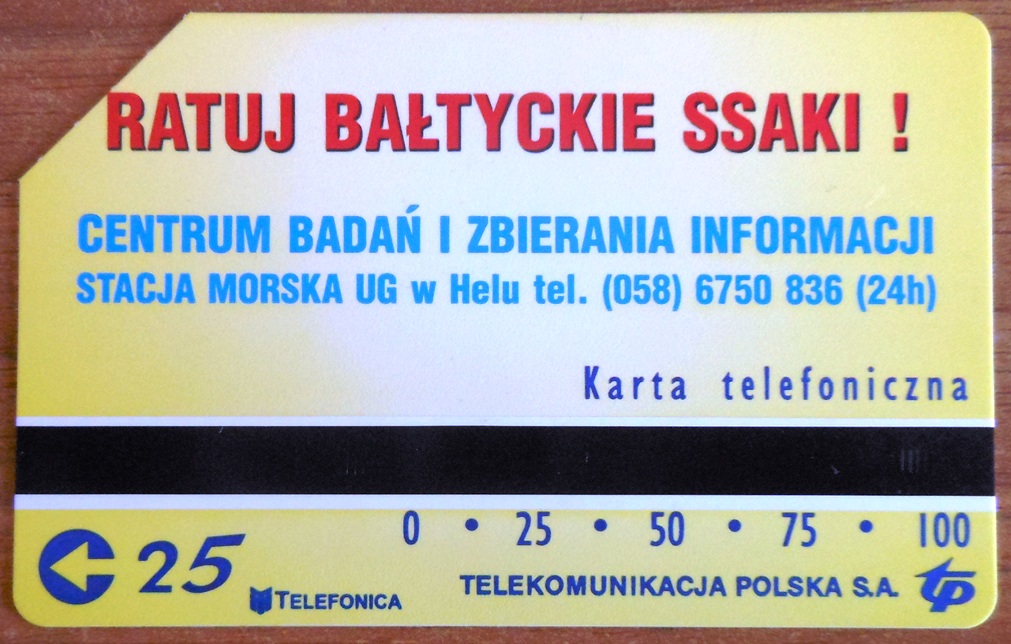 RATUJ BAŁTYCKIE SSAKI !
CENTRUM BADAŃ I ZBIERANIA INFORMACJI
STACJA MORSKA UG w Helu tel. (058) 6750 836 (24h)
Karta telefoniczna
0 • 25 • 50 • 75 • 100
25
TELEFONICA
TELEKOMUNIKACJA POLSKA S.A. tp